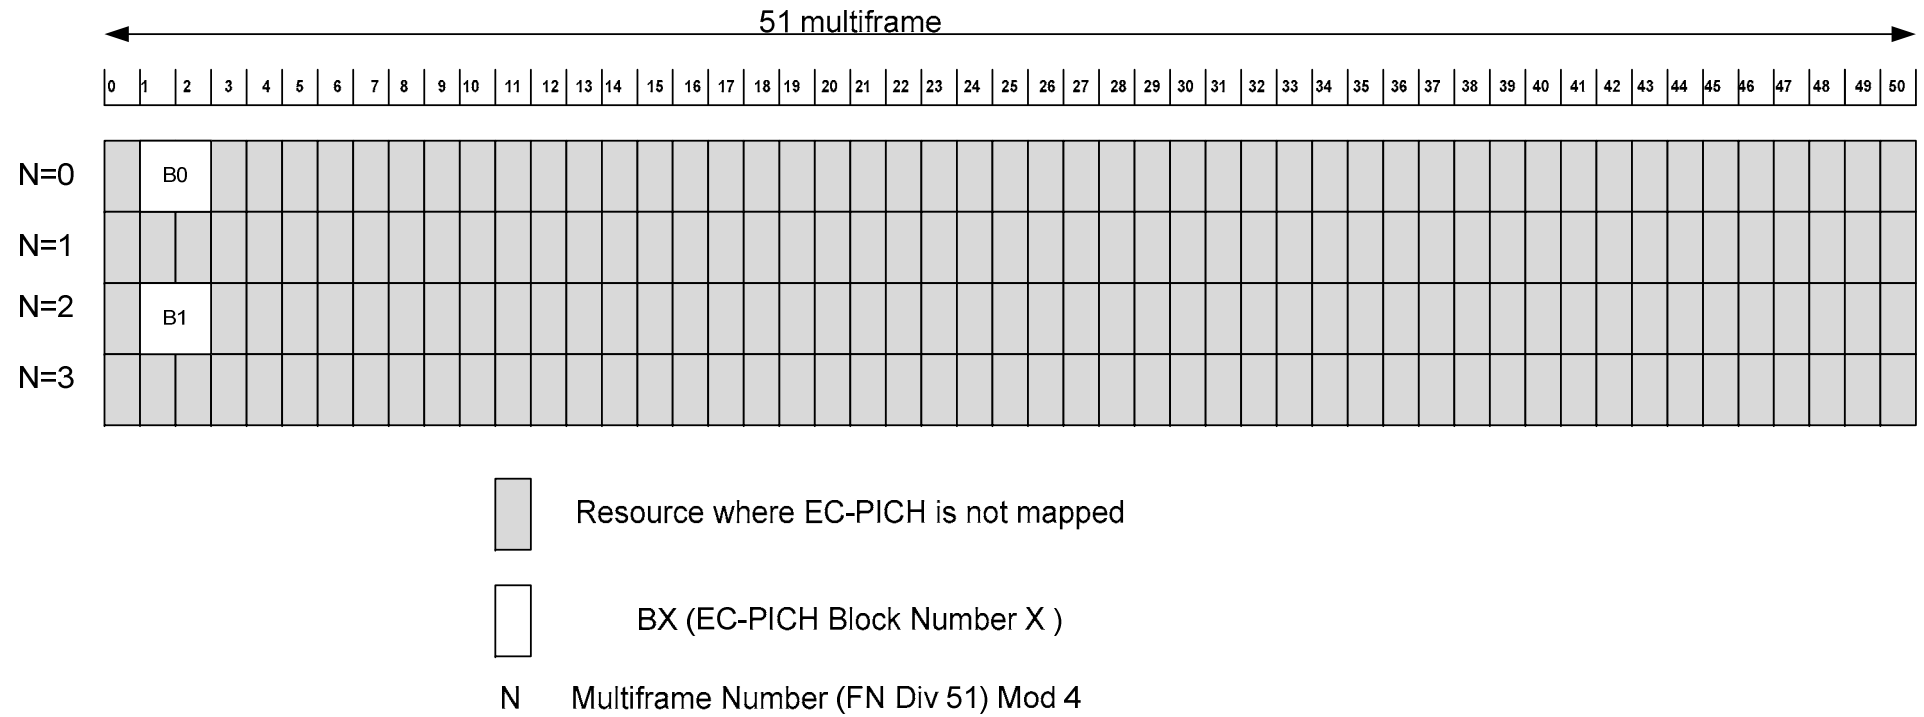 51 multiframe
0 1 2 3 4 5 6 7 8 9 10 11 12 13 14 15 16 17 18 19 20 21 22 23 24 25 26 27 28 29 30 31 32 33 34 35 36 37 38 39 40 41 42 43 44 45 46 47 48 49 50
N=0 B0
N=1
N=2 B1
N=3
Resource where EC-PICH is not mapped
BX (EC-PICH Block Number X )
N Multiframe Number (FN Div 51) Mod 4